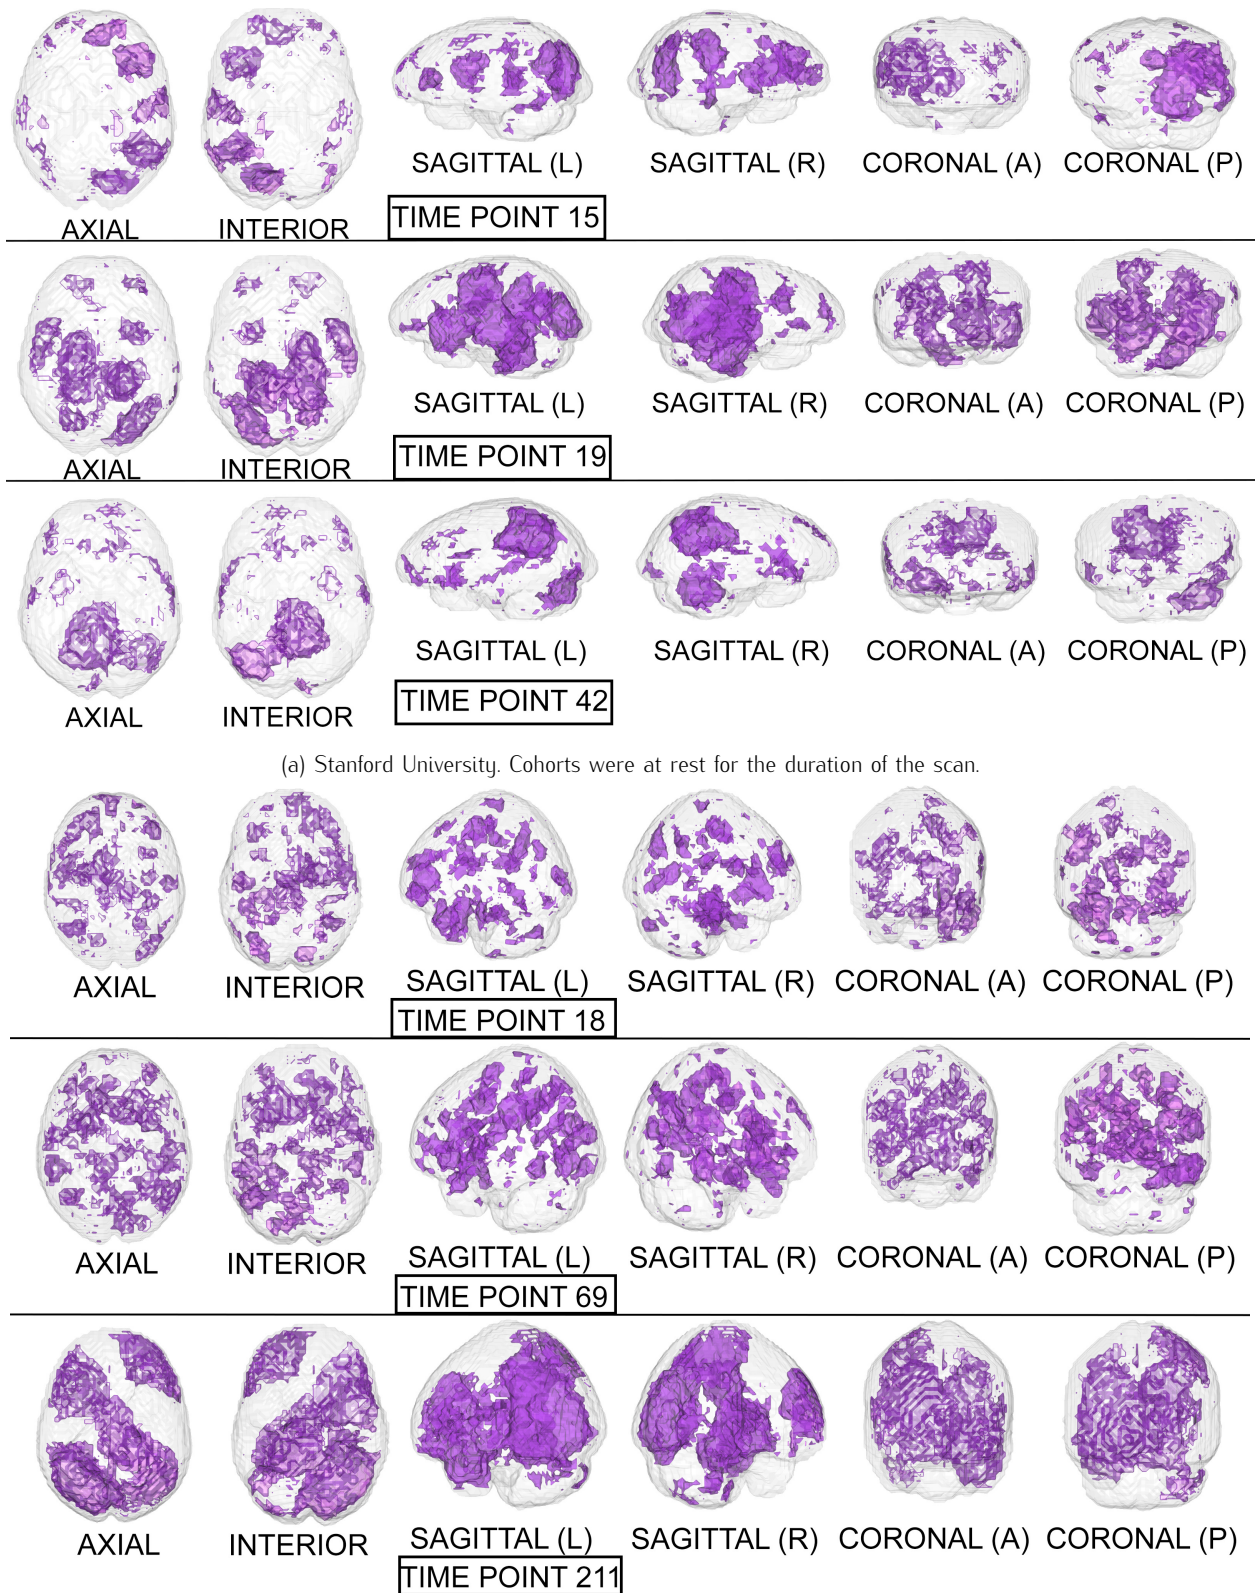 SAGITTAL (L) SAGITTAL (R) CORONAL (A) CORONAL (P)
TIME POINT 15
AXIAL INTERIOR
SAGITTAL (L) SAGITTAL (R) CORONAL (A) CORONAL (P)
TIME POINT 19
AXIAL INTERIOR
SAGITTAL (L) SAGITTAL (R) CORONAL (A) CORONAL (P)
TIME POINT 42
AXIAL INTERIOR
(a) Stanford University. Cohorts were at rest for the duration of the scan.
AXIAL INTERIOR SAGITTAL (L) SAGITTAL (R) CORONAL (A) CORONAL (P)
TIME POINT 18
AXIAL INTERIOR SAGITTAL (L) SAGITTAL (R) CORONAL (A) CORONAL (P)
TIME POINT 69
AXIAL INTERIOR SAGITTAL (L) SAGITTAL (R) CORONAL (A) CORONAL (P)
TIME POINT 211